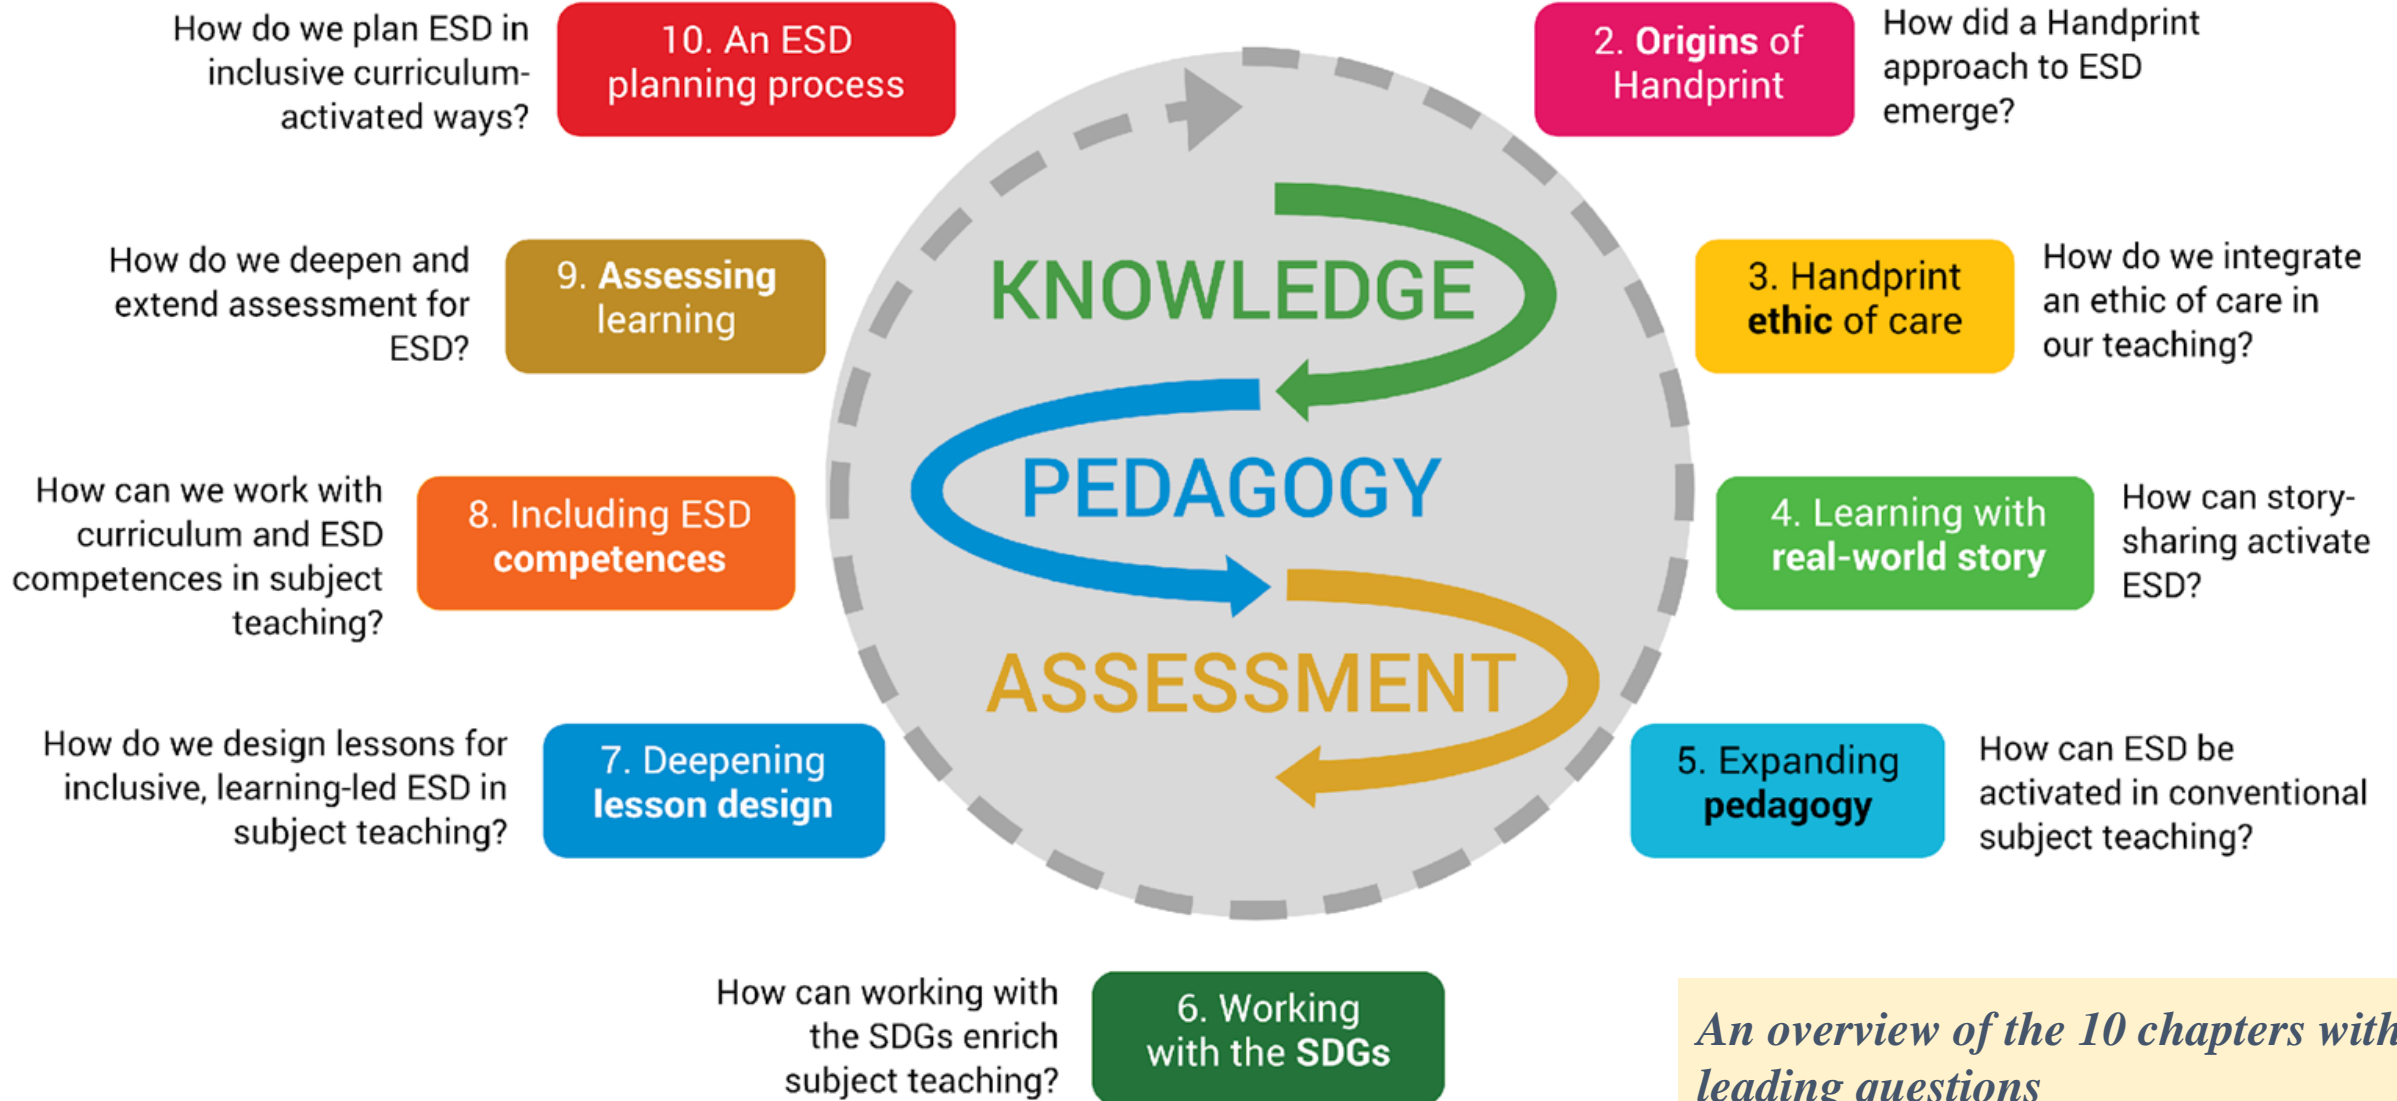 2. Origins of
Handprint
How did a Handprint
approach to ESD
emerge?
3. Handprint
ethic of care
How do we integrate
an ethic of care in
our teaching?
4. Learning with
real-world story
How can story-
sharing activate
ESD?
5. Expanding
pedagogy
How can ESD be
activated in conventional
subject teaching?
How can working with
the SDGs enrich
subject teaching?
6. Working
with the SDGs
How do we design lessons for
inclusive, learning-led ESD in
subject teaching?
7. Deepening
lesson design
How can we work with
curriculum and ESD
competences in subject
teaching?
8. Including ESD
competences
How do we deepen and
extend assessment for
ESD?
9. Assessing
learning
How do we plan ESD in
inclusive curriculum-
activated ways?
10. An ESD
planning process
KNOWLEDGE
PEDAGOGY
ASSESSMENT
An overview of the 10 chapters with
leading questions